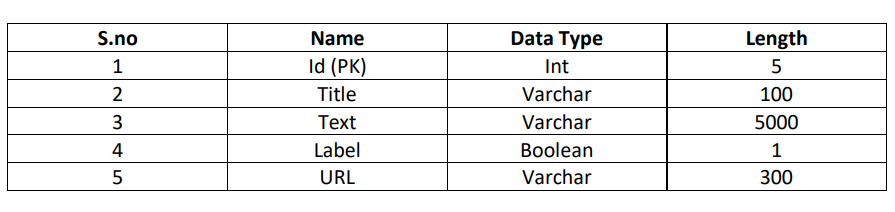 S.no Name Data Type Length
1 Id (PK) Int 5
2 Title Varchar 100
3 Text Varchar 5000
4 Label Boolean 1
5 URL Varchar 300